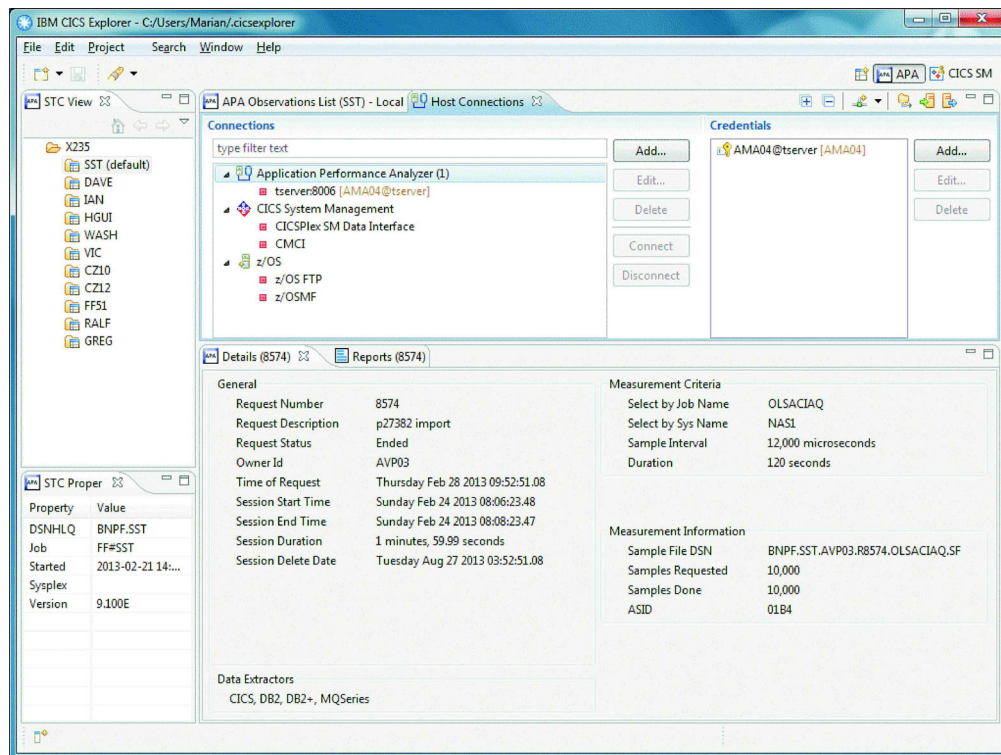 IBM CICS Explorer - C:/Users/Marian/.cicsexplorer
File Edit Project Search Window Help
APA CICS SM
APA STC View
X235
SST (default)
DAVE
IAN
HGUI
WASH
VIC
CZ10
CZ12
FF51
RALF
GREG
APA STC Proper
Property Value
DSNHLQ BNPF.SST
Job FF#SST
Started 2013-02-21 14:...
Sysplex
Version 9.100E
APA APA Observations List (SST) - Local Host Connections
Connections
type filter text
Application Performance Analyzer (1)
tserver:8006 [AMA04@tserver]
CICS System Management
CICSPlex SM Data Interface
CMCI
z/OS
z/OS FTP
z/OSMF
Add...
Edit...
Delete
Connect
Disconnect
Credentials
AMA04@tserver [AMA04]
Add...
Edit...
Delete
APA Details (8574) Reports (8574)
General
Request Number 8574
Request Description p27382 import
Request Status Ended
Owner Id AVP03
Time of Request Thursday Feb 28 2013 09:52:51.08
Session Start Time Sunday Feb 24 2013 08:06:23.48
Session End Time Sunday Feb 24 2013 08:08:23.47
Session Duration 1 minutes, 59.99 seconds
Session Delete Date Tuesday Aug 27 2013 03:52:51.08
Data Extractors
CICS, DB2, DB2+, MQSeries
Measurement Criteria
Select by Job Name OLSACIAQ
Select by Sys Name NAS1
Sample Interval 12,000 microseconds
Duration 120 seconds
Measurement Information
Sample File DSN BNPF.SST.AVP03.R8574.OLSACIAQ.SF
Samples Requested 10,000
Samples Done 10,000
ASID 01B4